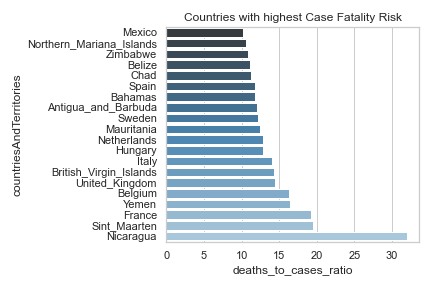 Countries with highest Case Fatality Risk
countriesAndTerritories
Mexico
Northern_Mariana_Islands
Zimbabwe
Belize
Chad
Spain
Bahamas
Antigua_and_Barbuda
Sweden
Mauritania
Netherlands
Hungary
Italy
British_Virgin_Islands
United_Kingdom
Belgium
Yemen
France
Sint_Maarten
Nicaragua
0 5 10 15 20 25 30
deaths_to_cases_ratio